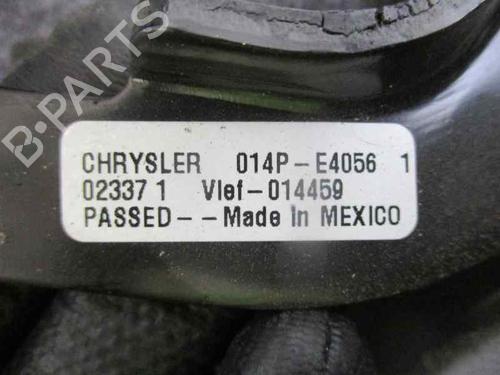 B-PARTS
CHRYSLER 014P-E4056 1
02337 1 Vlef-014459
PASSED--Made In MEXICO